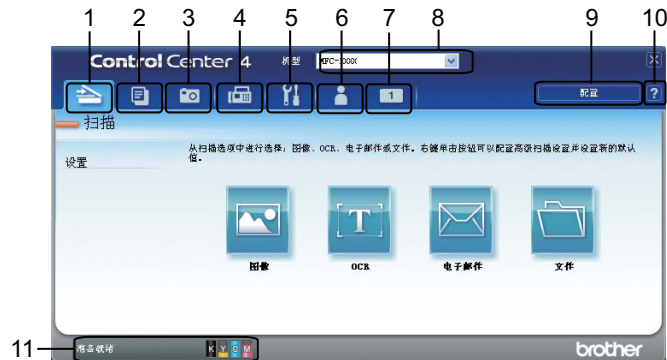 1 2 3 4 5 6 7 8 9 10
Control Center 4 机型 MFC-XXXX
1 配置 ?
扫描
从扫描选项中进行选择：图像、OCR、电子邮件或文件。右键单击按钮可以配置高级扫描设置并设置新的默认
值。
设置
T
图像 OCR 电子邮件 文件
11 准备就绪 K Y C M brother